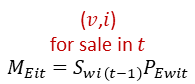 (v,i)
for sale in t
M_{Eit} = S_{wi(t-1)}P_{Ewit}